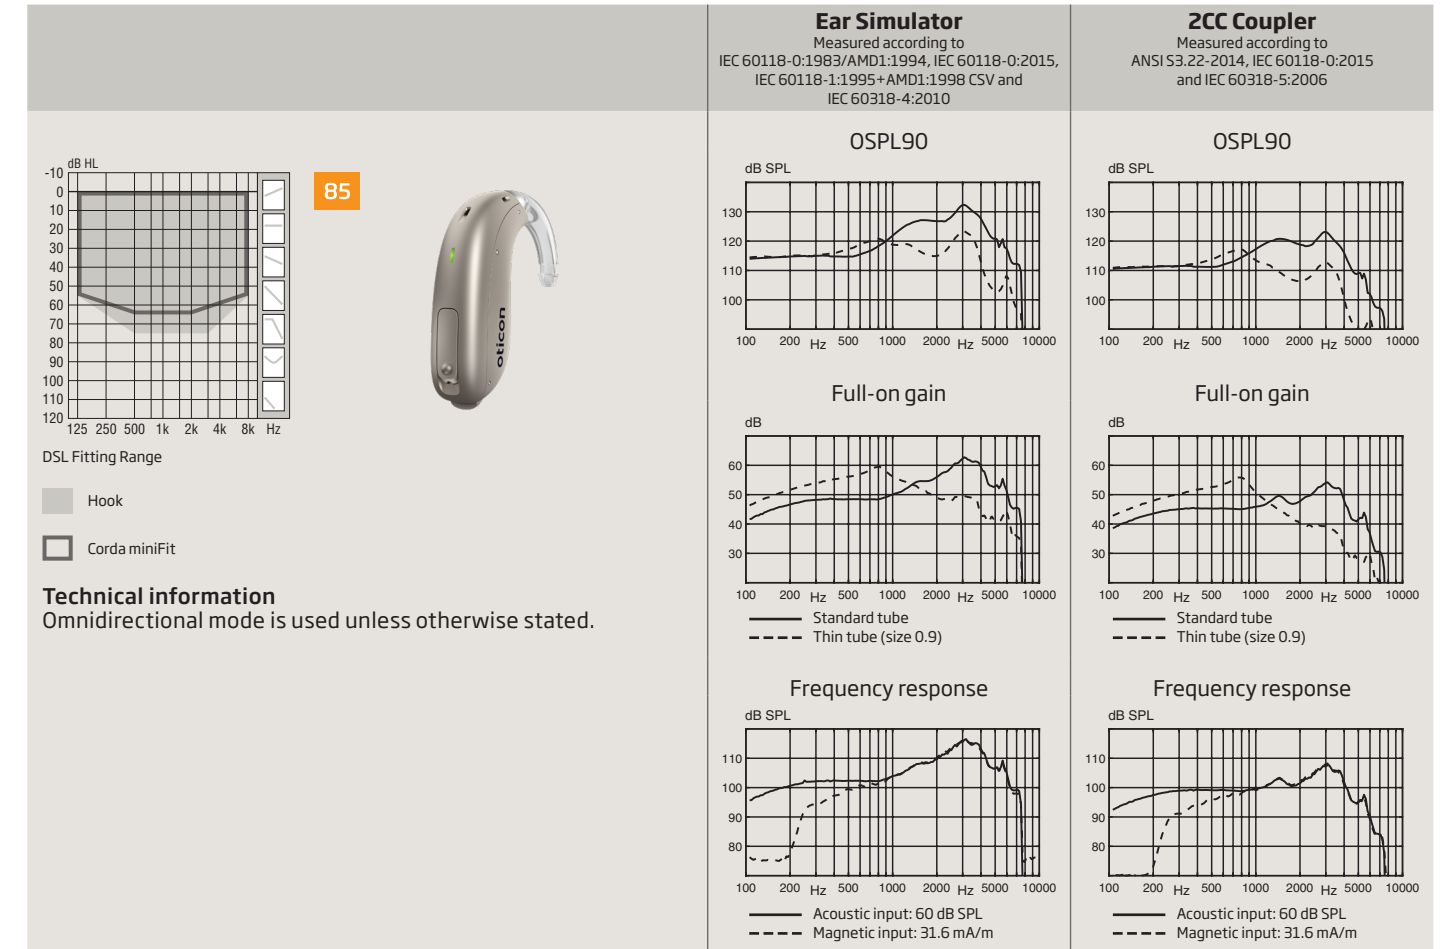 Ear Simulator
Measured according to
IEC 60118-0:1983/AMD1:1994, IEC 60118-0:2015,
IEC 60118-1:1995+AMD1:1998 CSV and
IEC 60318-4:2010
2CC Coupler
Measured according to
ANSI S3.22-2014, IEC 60118-0:2015
and IEC 60318-5:2006
dB HL
-10
0
10
20
30
40
50
60
70
80
90
100
110
120
125 250 500 1k 2k 4k 8k Hz
85
oticon
DSL Fitting Range
Hook
Corda miniFit
Technical information
Omnidirectional mode is used unless otherwise stated.
OSPL90
dB SPL
130
120
110
100
100 200 Hz 500 1000 2000 Hz 5000 10000
Full-on gain
dB
60
50
40
30
100 200 Hz 500 1000 2000 Hz 5000 10000
Standard tube
Thin tube (size 0.9)
Frequency response
dB SPL
110
100
90
80
100 200 Hz 500 1000 2000 Hz 5000 10000
Acoustic input: 60 dB SPL
Magnetic input: 31.6 mA/m
OSPL90
dB SPL
130
120
110
100
100 200 Hz 500 1000 2000 Hz 5000 10000
Full-on gain
dB
60
50
40
30
100 200 Hz 500 1000 2000 Hz 5000 10000
Standard tube
Thin tube (size 0.9)
Frequency response
dB SPL
110
100
90
80
100 200 Hz 500 1000 2000 Hz 5000 10000
Acoustic input: 60 dB SPL
Magnetic input: 31.6 mA/m